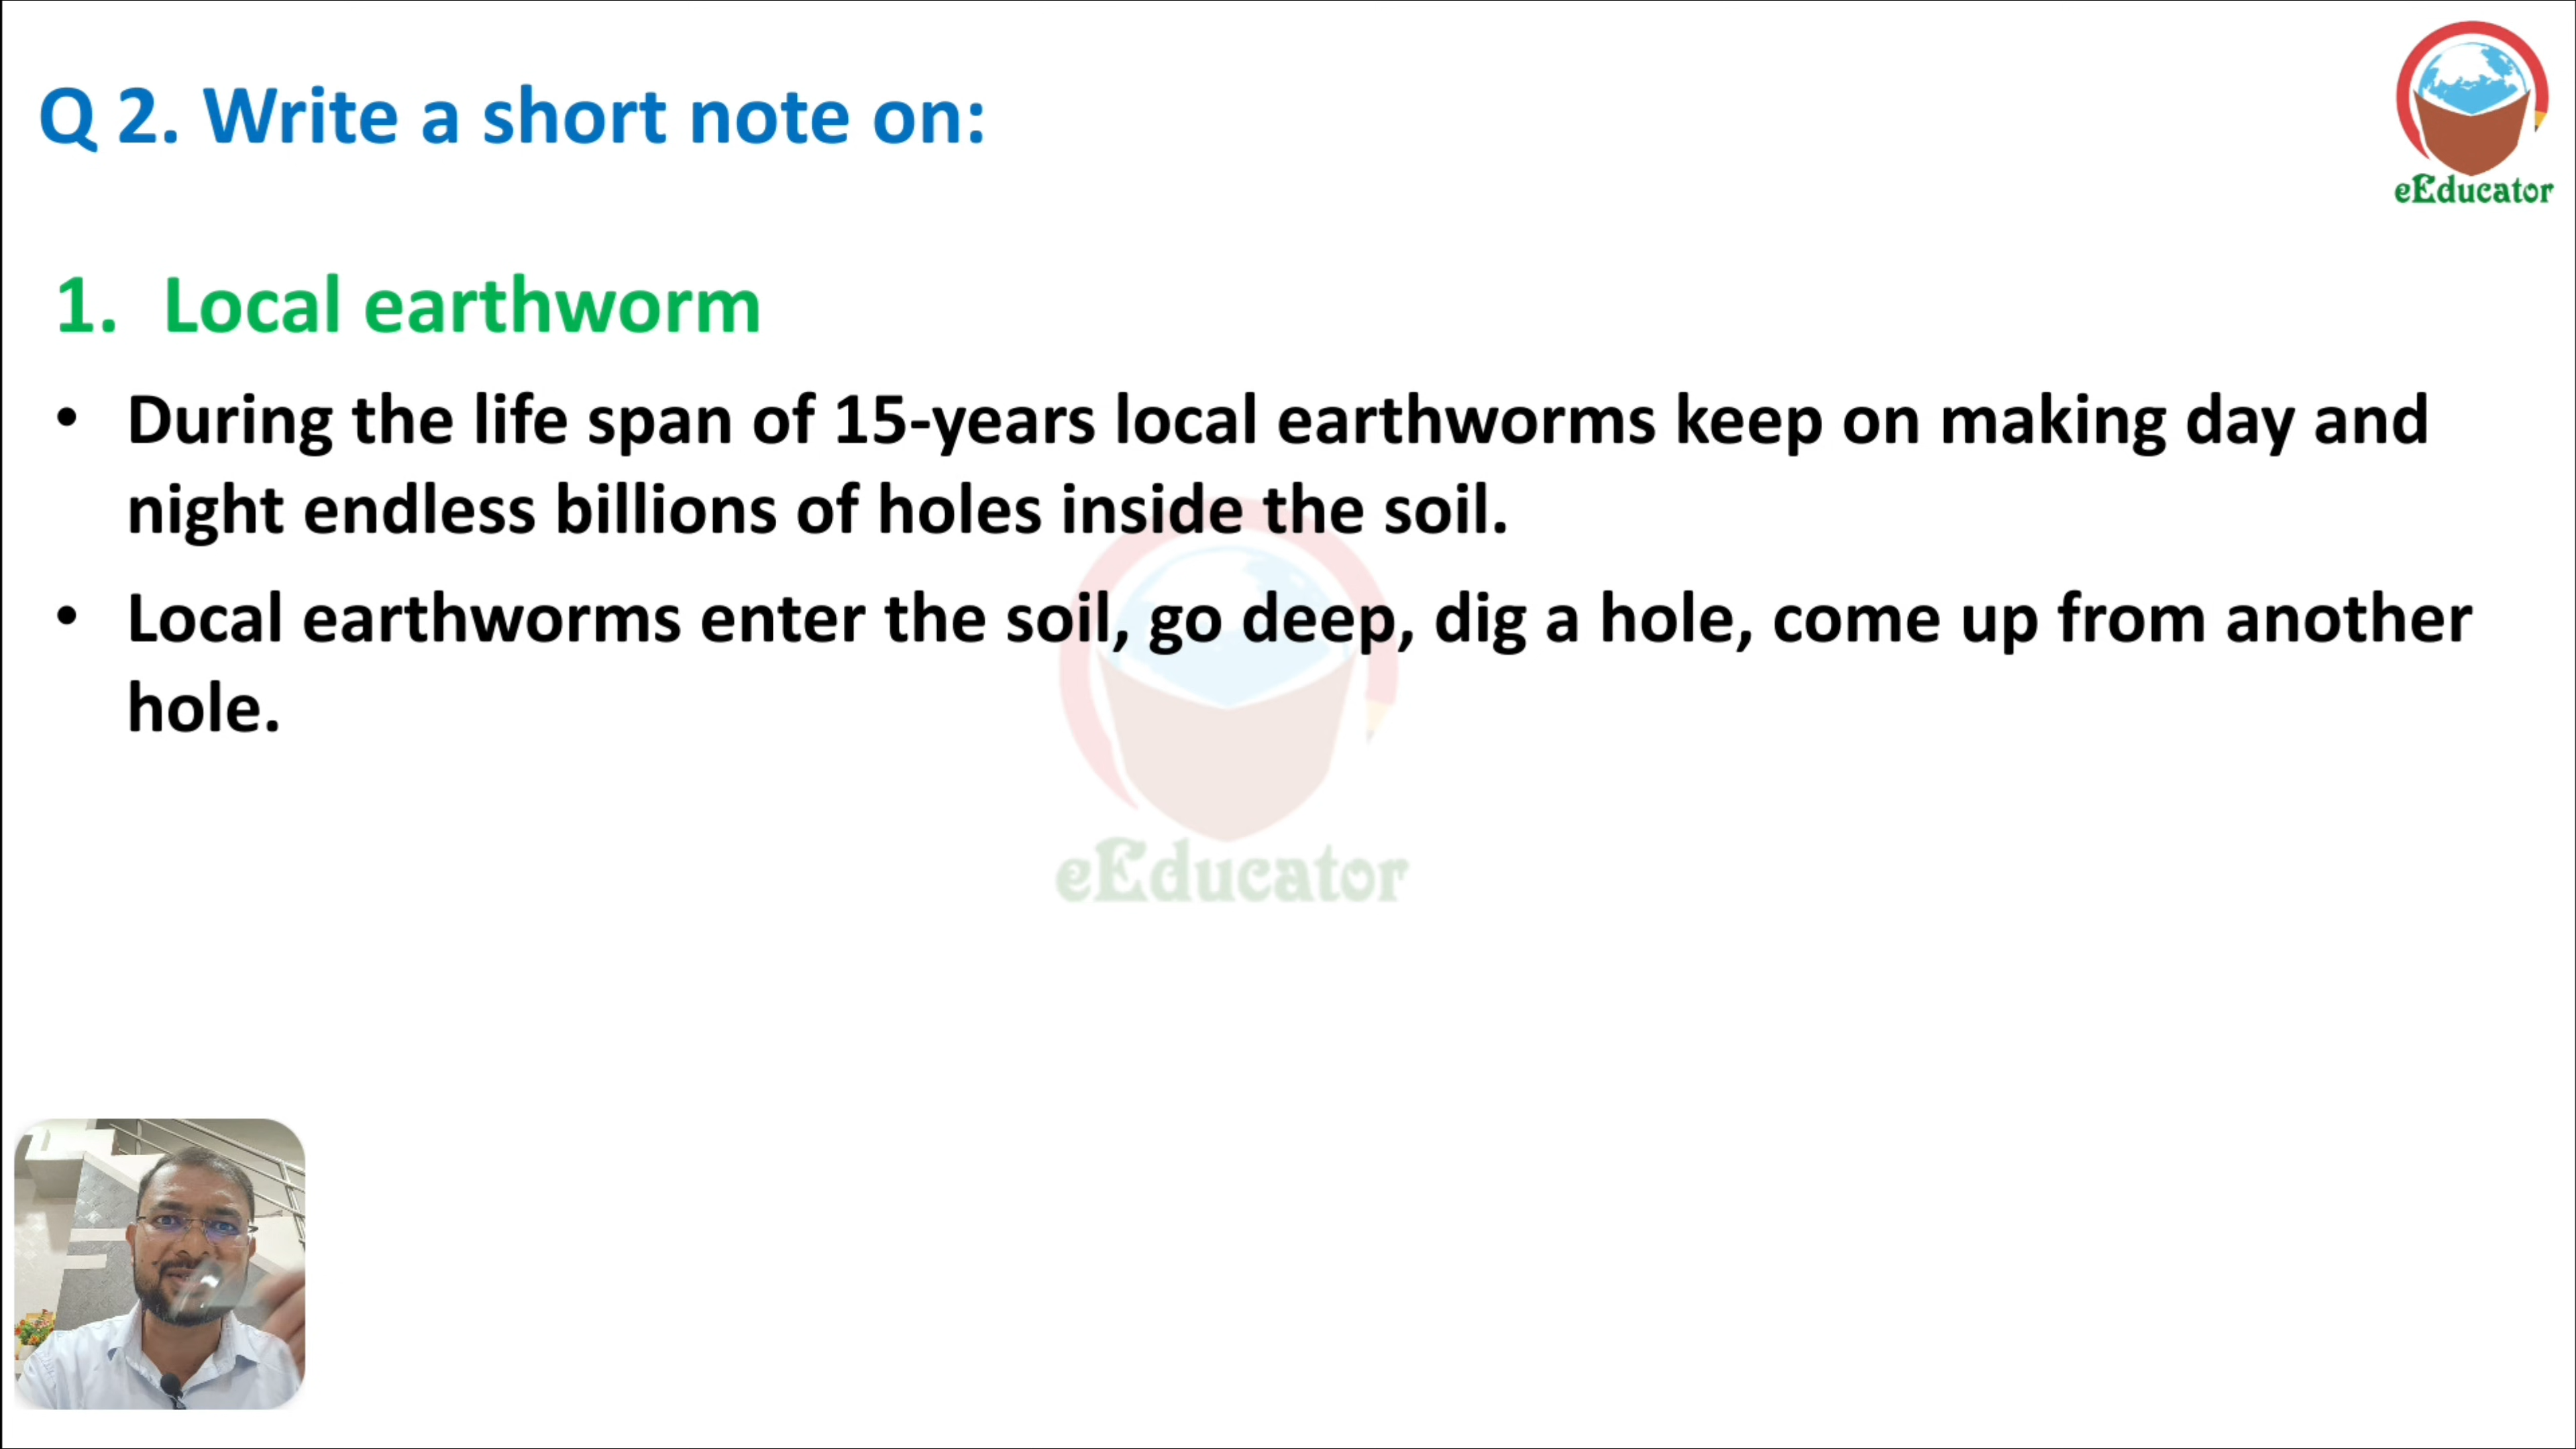 Q 2. Write a short note on:
eEducator
1. Local earthworm
• During the life span of 15-years local earthworms keep on making day and
night endless billions of holes inside the soil.
• Local earthworms enter the soil, go deep, dig a hole, come up from another
hole.
eEducator